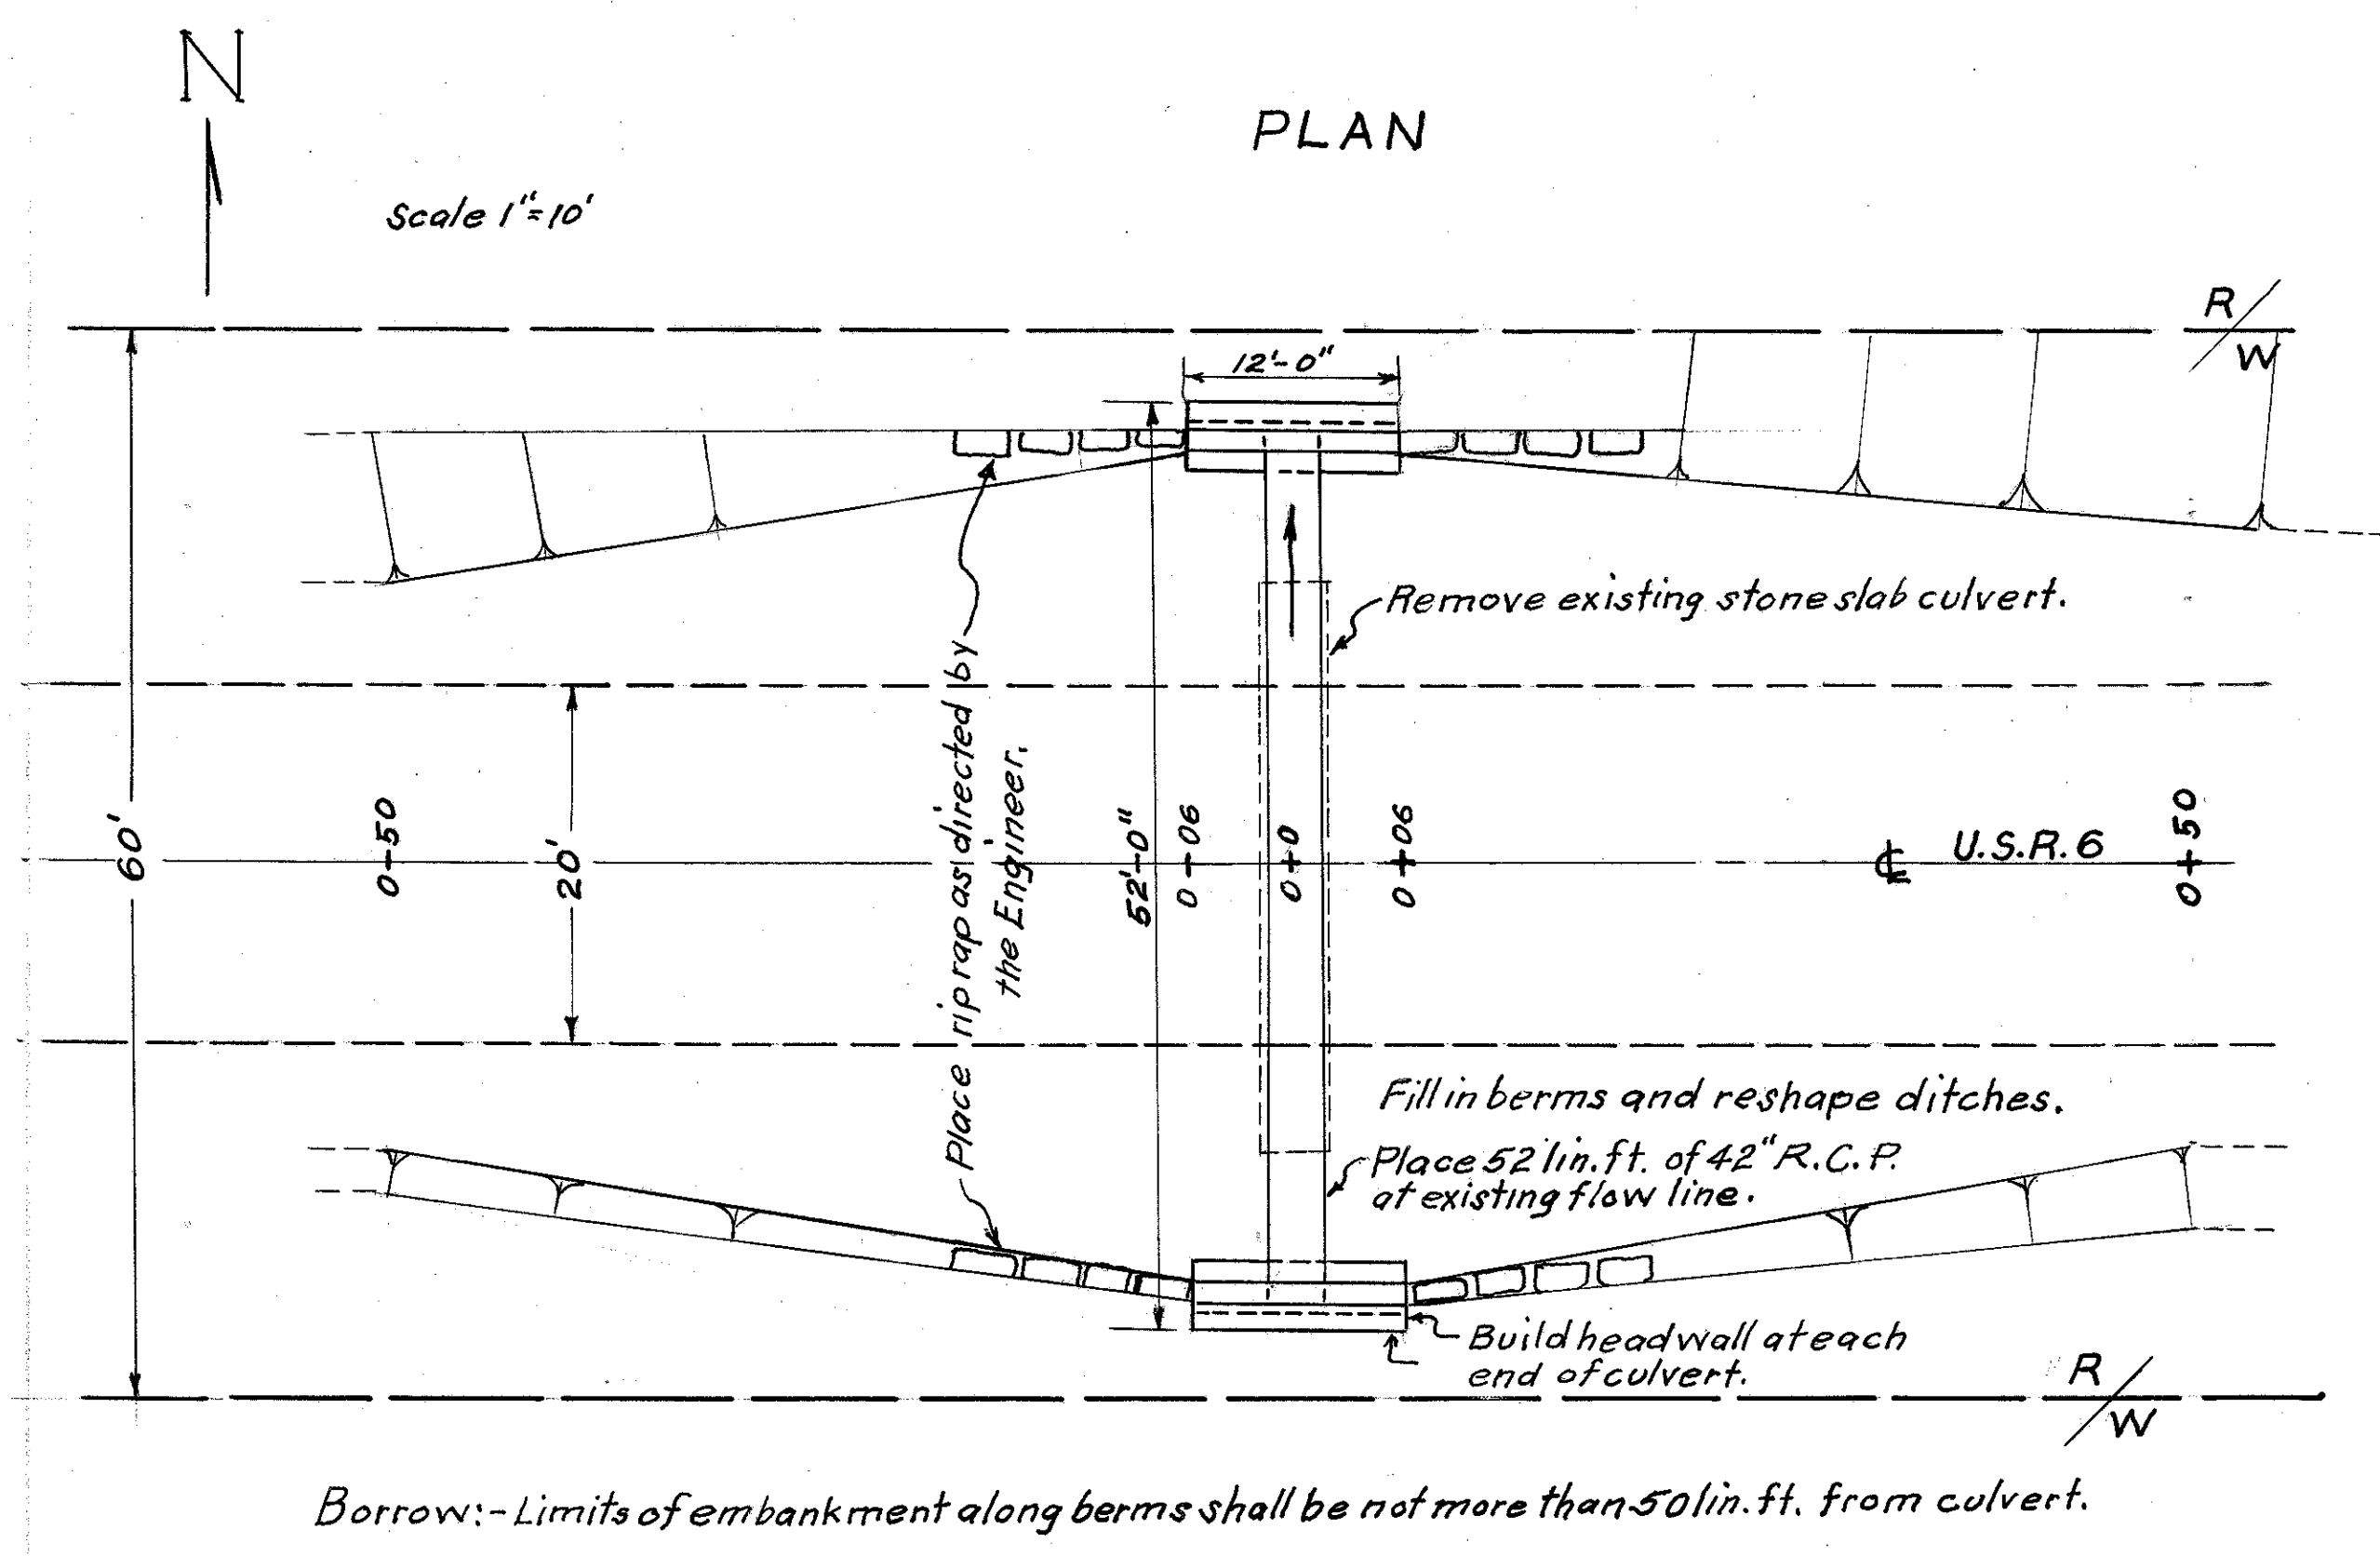 N
PLAN
Scale 1"=10'
R/W
12'-0"
Remove existing stone slab culvert.
Place rip rap as directed by
the Engineer.
60'
0-50
20'
52'-0"
0-06
0+0
0+06
℄ U.S.R. 6
0+50
Fill in berms and reshape ditches.
Place 52 lin. ft. of 42" R.C.P.
at existing flow line.
Build headwall at each
end of culvert.
R/W
Borrow:- Limits of embankment along berms shall be not more than 50 lin. ft. from culvert.